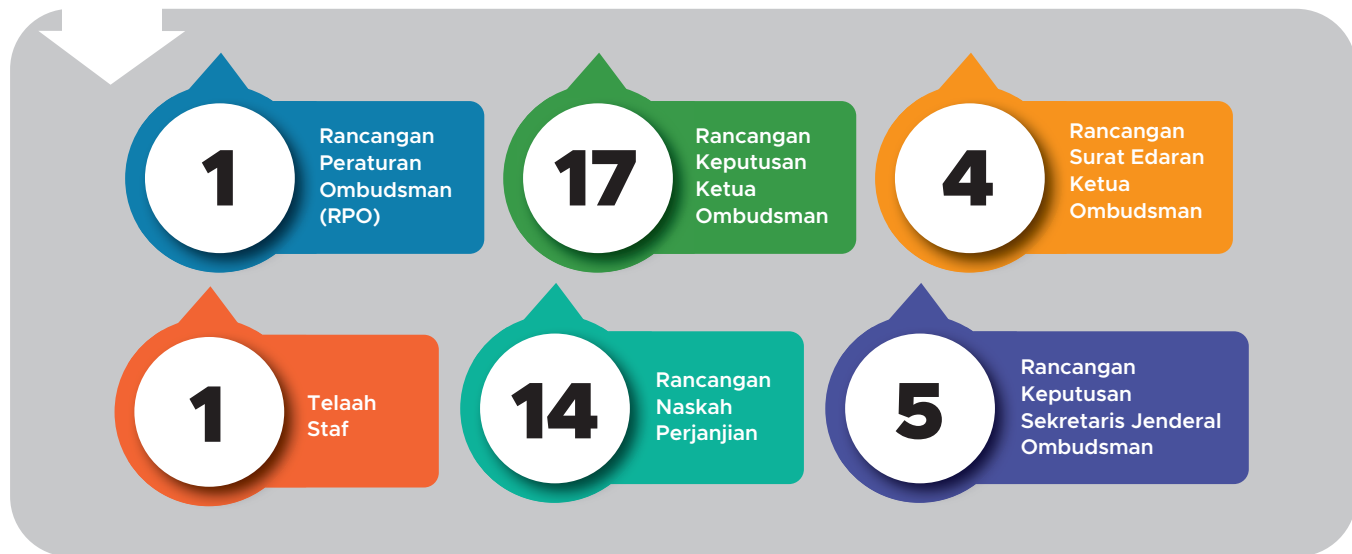 1
Rancangan
Peraturan
Ombudsman
(RPO)
17
Rancangan
Keputusan
Ketua
Ombudsman
4
Rancangan
Surat Edaran
Ketua
Ombudsman
1
Telaah
Staf
14
Rancangan
Naskah
Perjanjian
5
Rancangan
Keputusan
Sekretaris Jenderal
Ombudsman